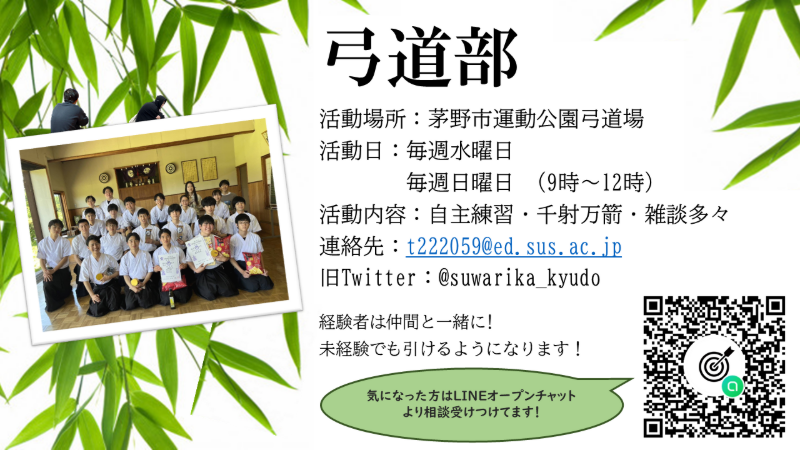 弓道部
活動場所：茅野市運動公園弓道場
活動日：毎週水曜日
毎週日曜日　（9時～12時）
活動内容：自主練習・千射万箭・雑談多々
連絡先：t222059@ed.sus.ac.jp
旧Twitter：@suwarika_kyudo
経験者は仲間と一緒に！
未経験でも引けるようになります！
気になった方はLINEオープンチャット
より相談受けつけてます！